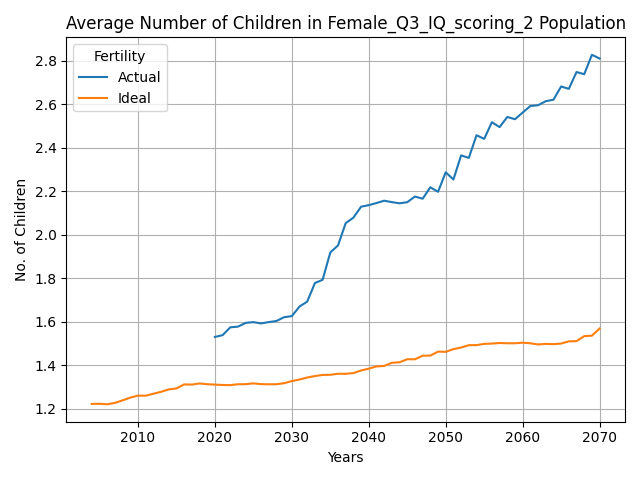 Average Number of Children in Female_Q3_IQ_scoring_2 Population
Fertility
Actual
Ideal
No. of Children
2.8
2.6
2.4
2.2
2.0
1.8
1.6
1.4
1.2
2010 2020 2030 2040 2050 2060 2070
Years